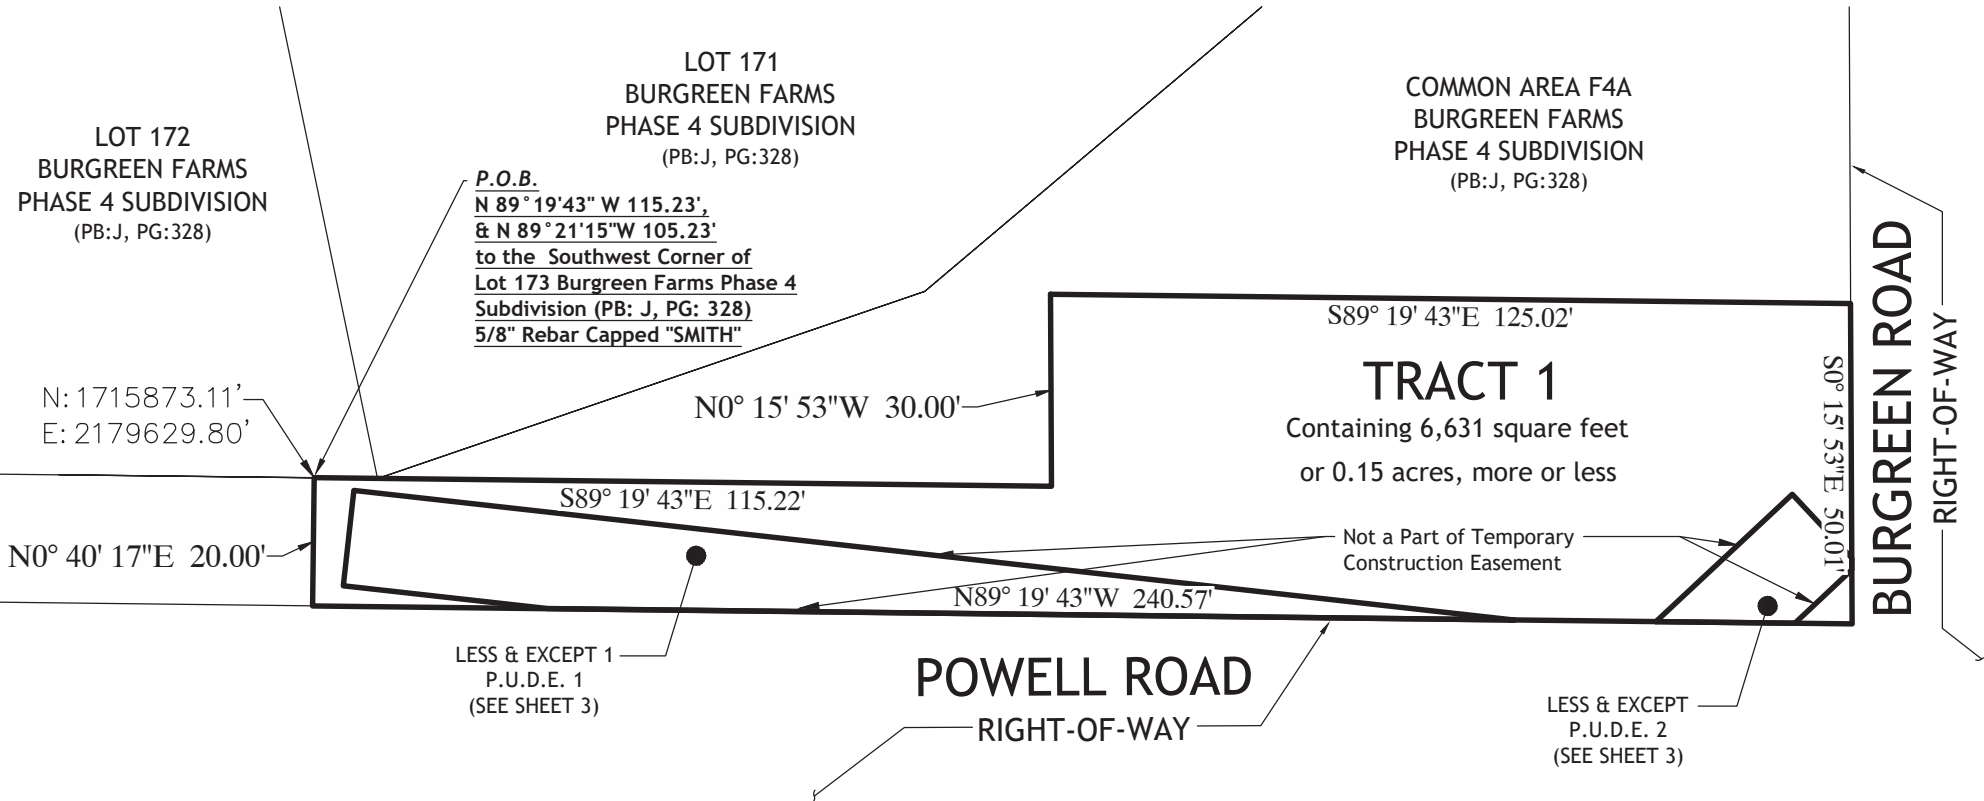 LOT 172
BURGREEN FARMS
PHASE 4 SUBDIVISION
(PB:J, PG:328)
LOT 171
BURGREEN FARMS
PHASE 4 SUBDIVISION
(PB:J, PG:328)
COMMON AREA F4A
BURGREEN FARMS
PHASE 4 SUBDIVISION
(PB:J, PG:328)
P.O.B.
N 89°19'43" W 115.23',
& N 89°21'15"W 105.23'
to the Southwest Corner of
Lot 173 Burgreen Farms Phase 4
Subdivision (PB: J, PG: 328)
5/8" Rebar Capped "SMITH"
N: 1715873.11'
E: 2179629.80'
N0° 15' 53"W 30.00'
S89° 19' 43"E 125.02'
TRACT 1
Containing 6,631 square feet
or 0.15 acres, more or less
S0° 15' 53"E 50.01'
BURGREEN ROAD
RIGHT-OF-WAY
S89° 19' 43"E 115.22'
N0° 40' 17"E 20.00'
Not a Part of Temporary
Construction Easement
N89° 19' 43"W 240.57'
LESS & EXCEPT 1
P.U.D.E. 1
(SEE SHEET 3)
POWELL ROAD
RIGHT-OF-WAY
LESS & EXCEPT
P.U.D.E. 2
(SEE SHEET 3)